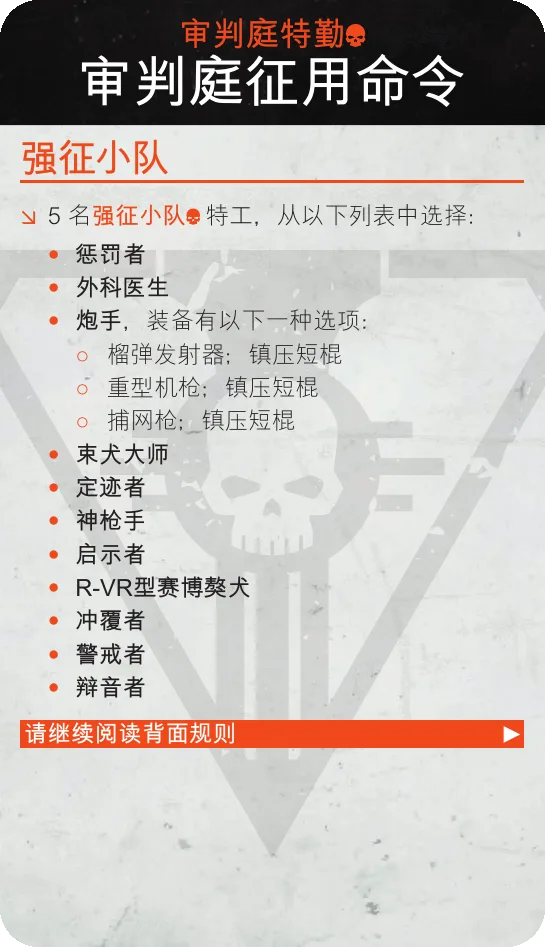 审判庭特勤
审判庭征用命令
强征小队
5 名强征小队特工，从以下列表中选择：
惩罚者
外科医生
炮手，装备有以下一种选项：
榴弹发射器；镇压短棍
重型机枪；镇压短棍
捕网枪；镇压短棍
束犬大师
定迹者
神枪手
启示者
R-VR型赛博獒犬
冲覆者
警戒者
辩音者
请继续阅读背面规则